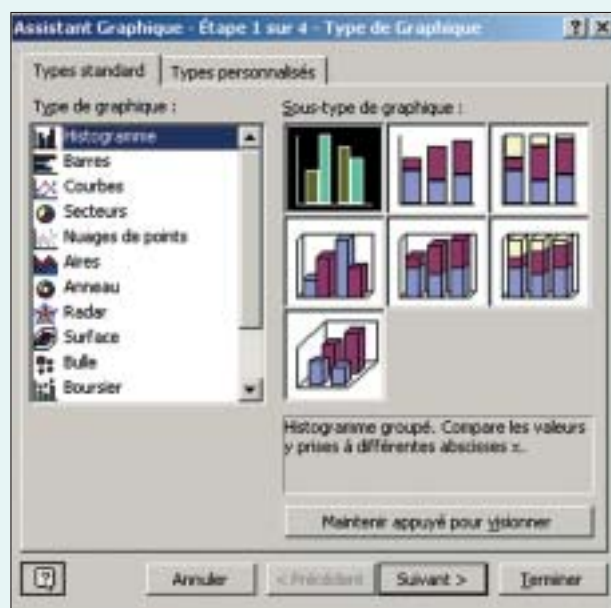 Assistant Graphique - Étape 1 sur 4 - Type de Graphique
Types standard
Types personnalisés
Type de graphique :
Histogramme
Barres
Courbes
Secteurs
Nuages de points
Aires
Anneau
Radar
Surface
Bulle
Boursier
Sous-type de graphique :
Histogramme groupé. Compare les valeurs
y prises à différentes abscisses x.
Maintenir appuyé pour visionner
Annuler
< Précédent
Suivant >
Terminer